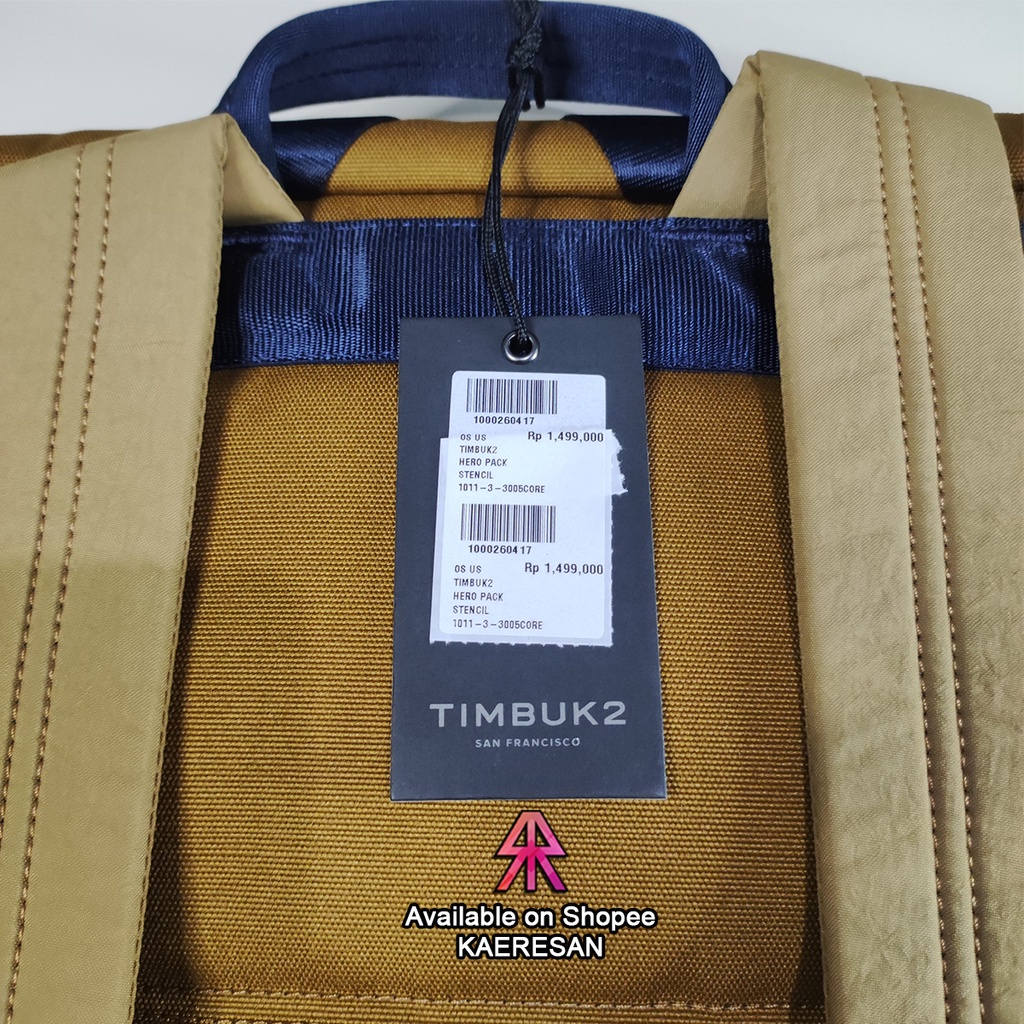 1000260417
OS US Rp 1,499,000
TIMBUK2
HERO PACK
STENCIL
1011-3-3005CORE
1000260417
OS US Rp 1,499,000
TIMBUK2
HERO PACK
STENCIL
1011-3-3005CORE
TIMBUK2
SAN FRANCISCO
Available on Shopee
KAERESAN